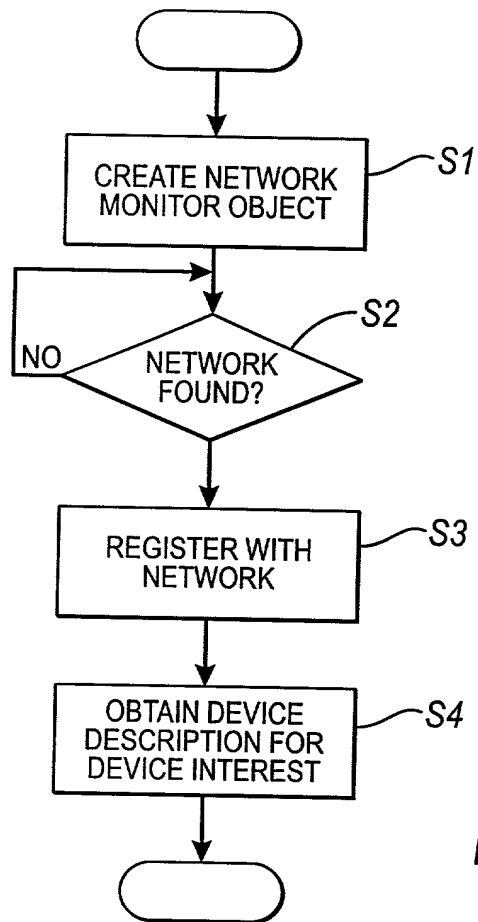 CREATE NETWORK
MONITOR OBJECT
S1
S2
NETWORK
FOUND?
NO
REGISTER WITH
NETWORK
S3
OBTAIN DEVICE
DESCRIPTION FOR
DEVICE INTEREST
S4